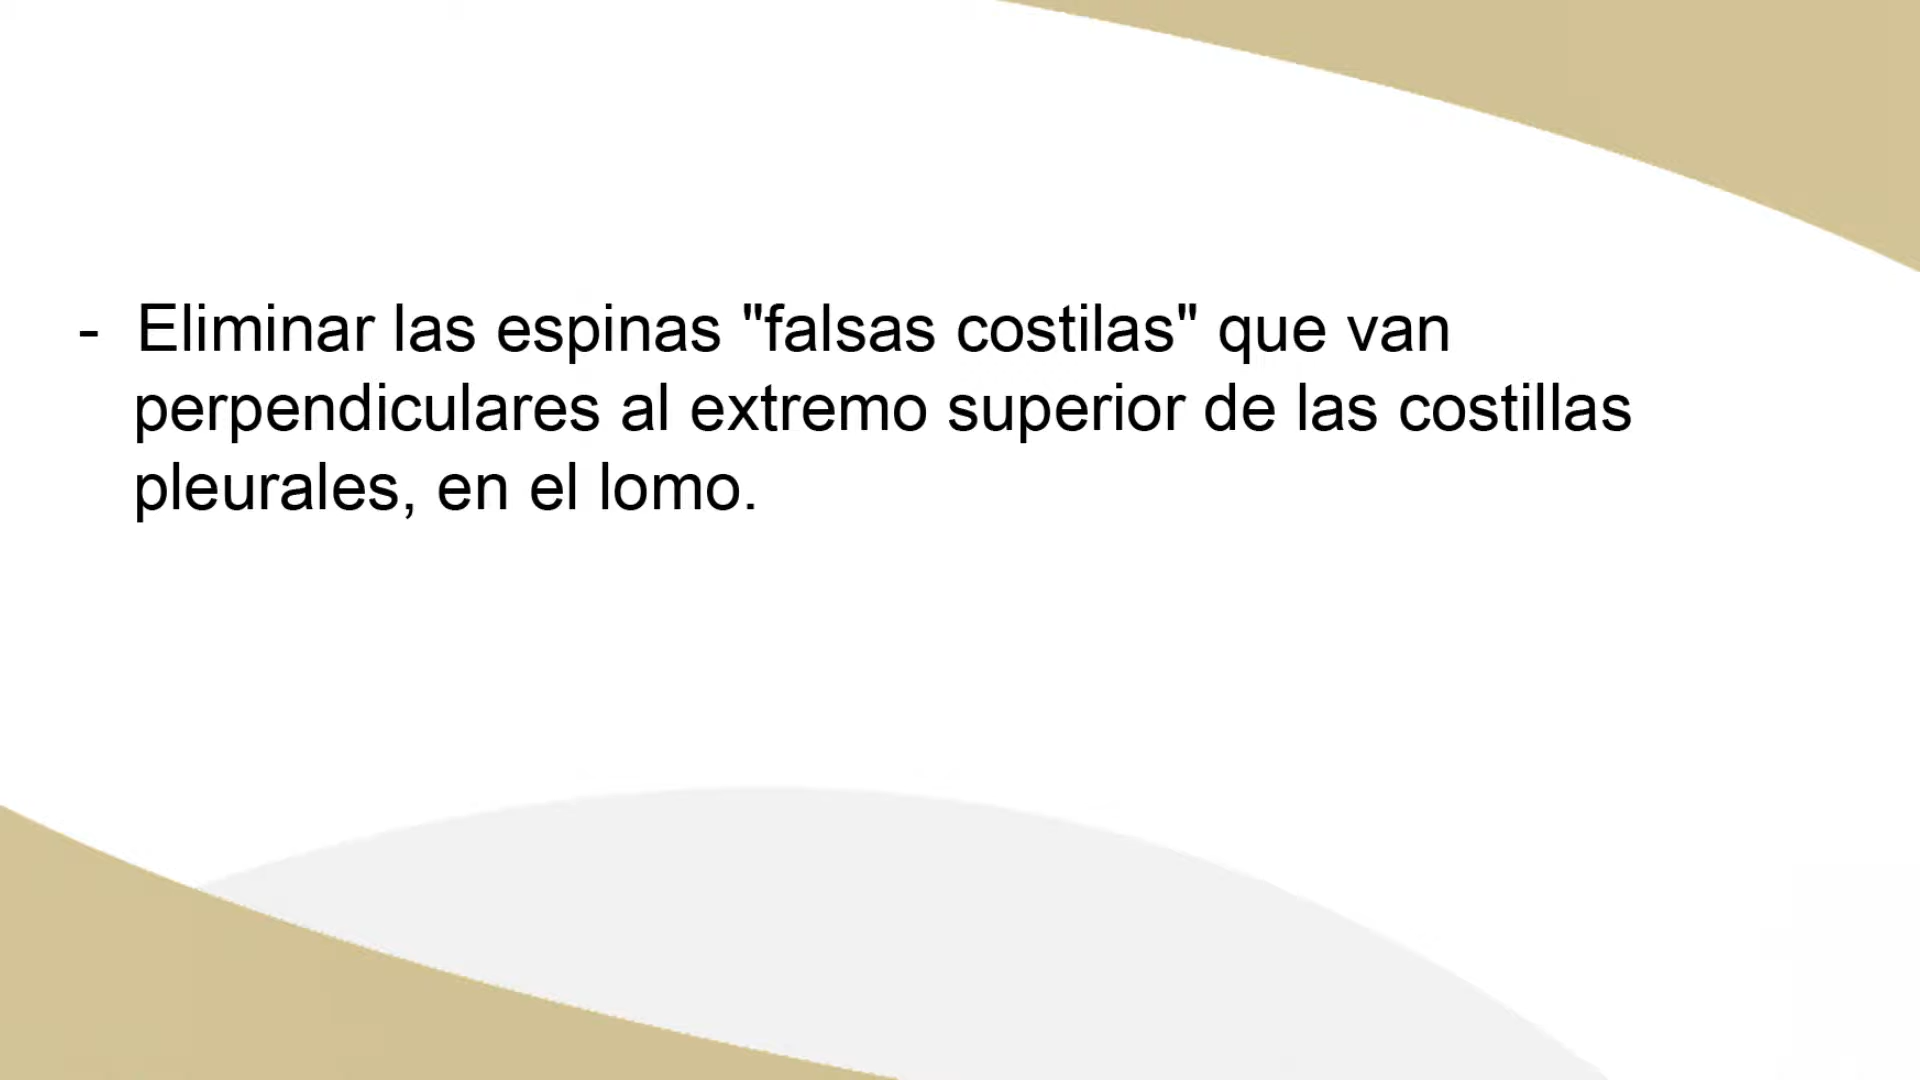 - Eliminar las espinas "falsas costilas" que van
perpendiculares al extremo superior de las costillas
pleurales, en el lomo.